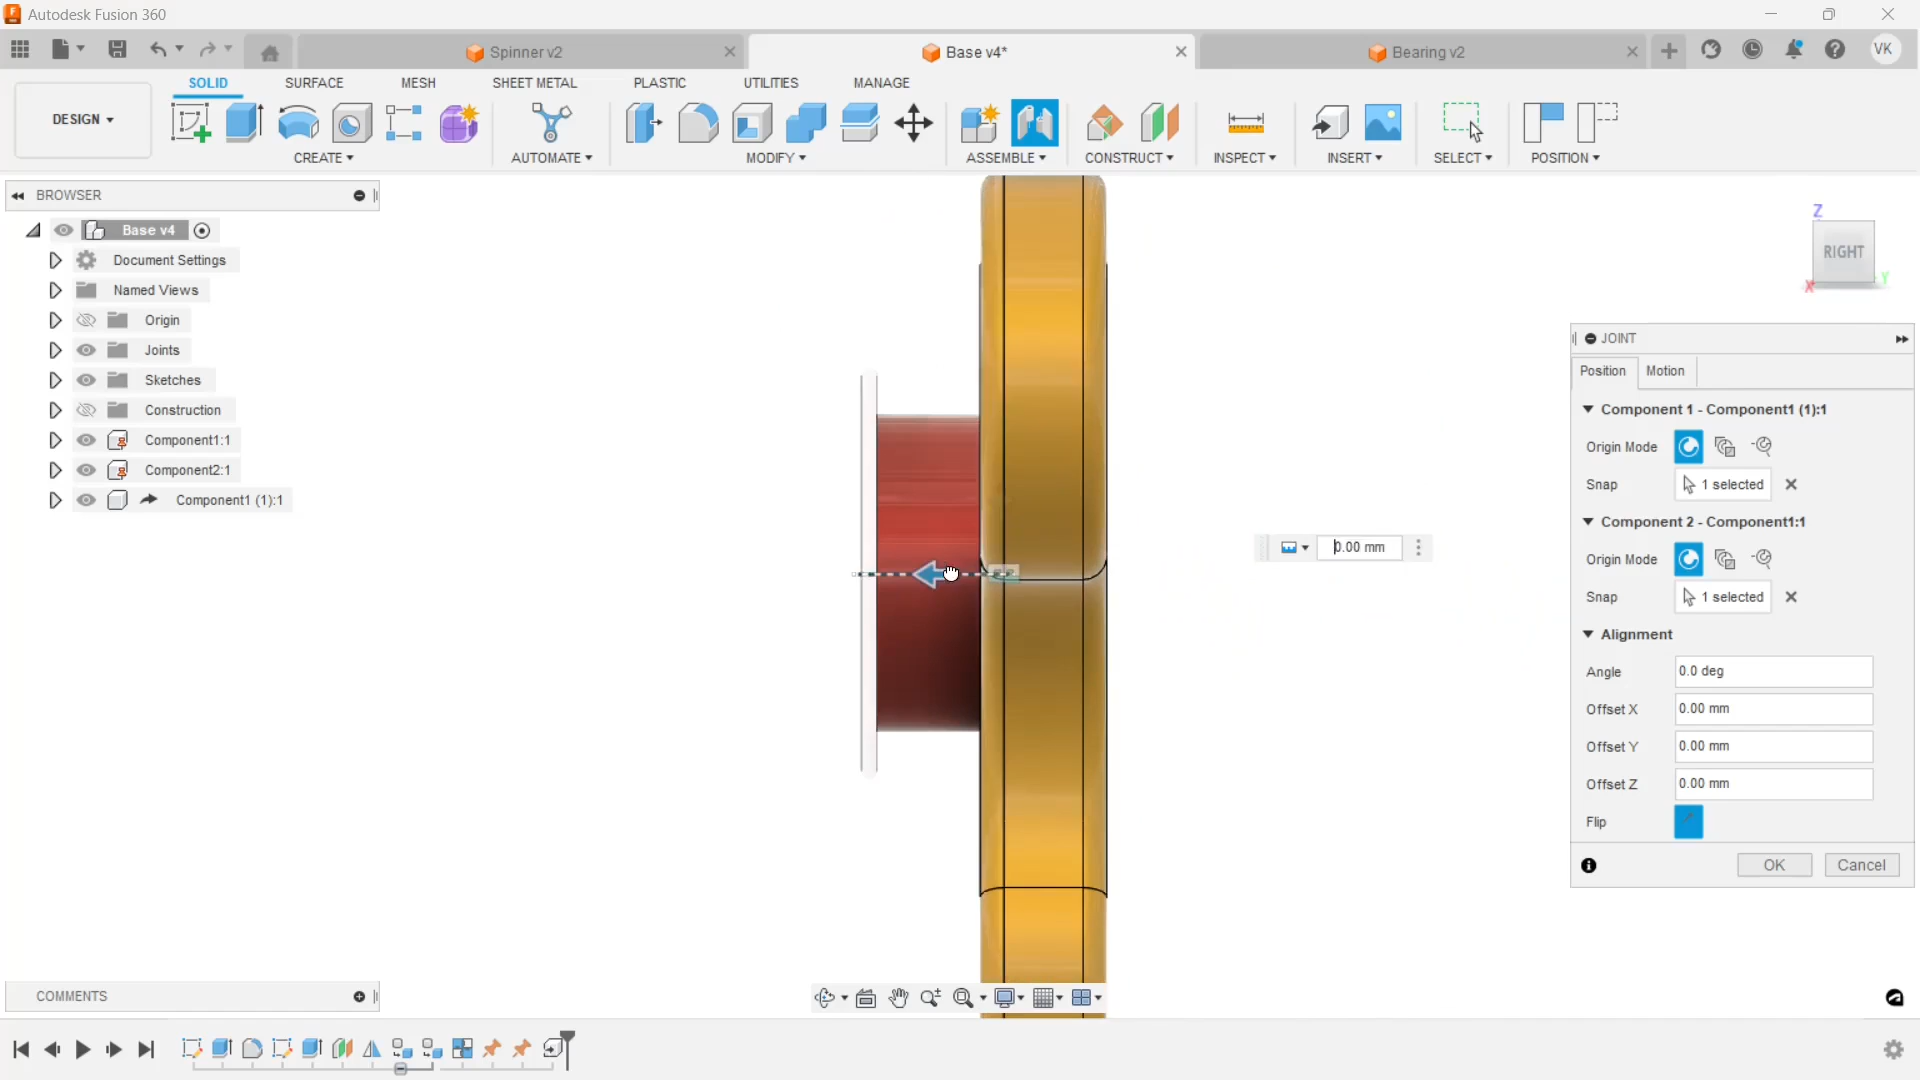 Autodesk Fusion 360
Spinner v2
Base v4*
Bearing v2
VK
DESIGN
SOLID
SURFACE
MESH
SHEET METAL
PLASTIC
UTILITIES
MANAGE
CREATE
AUTOMATE
MODIFY
ASSEMBLE
CONSTRUCT
INSPECT
INSERT
SELECT
POSITION
BROWSER
Base v4
Document Settings
Named Views
Origin
Joints
Sketches
Construction
Component1:1
Component2:1
Component1 (1):1
Z
RIGHT
X
Y
0.00 mm
JOINT
Position
Motion
Component 1 - Component1 (1):1
Origin Mode
Snap
1 selected
Component 2 - Component1:1
Origin Mode
Snap
1 selected
Alignment
Angle
0.0 deg
Offset X
0.00 mm
Offset Y
0.00 mm
Offset Z
0.00 mm
Flip
OK
Cancel
COMMENTS